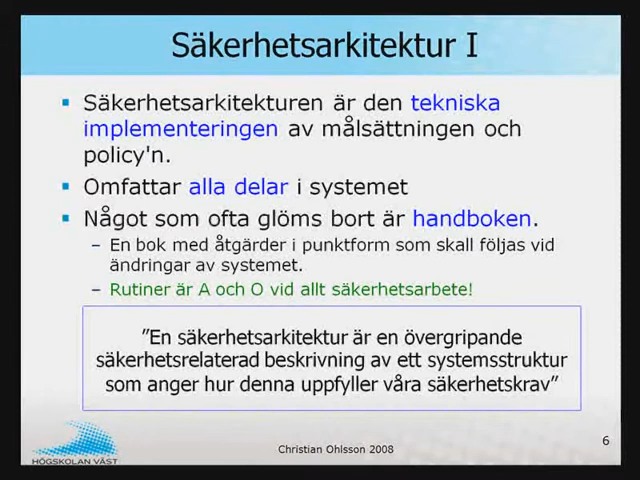 Säkerhetsarkitektur I
Säkerhetsarkitekturen är den tekniska
implementeringen av målsättningen och
policy'n.
Omfattar alla delar i systemet
Något som ofta glöms bort är handboken.
– En bok med åtgärder i punktform som skall följas vid
ändringar av systemet.
– Rutiner är A och O vid allt säkerhetsarbete!
”En säkerhetsarkitektur är en övergripande
säkerhetsrelaterad beskrivning av ett systemsstruktur
som anger hur denna uppfyller våra säkerhetskrav”
HÖGSKOLAN VÄST
Christian Ohlsson 2008
6